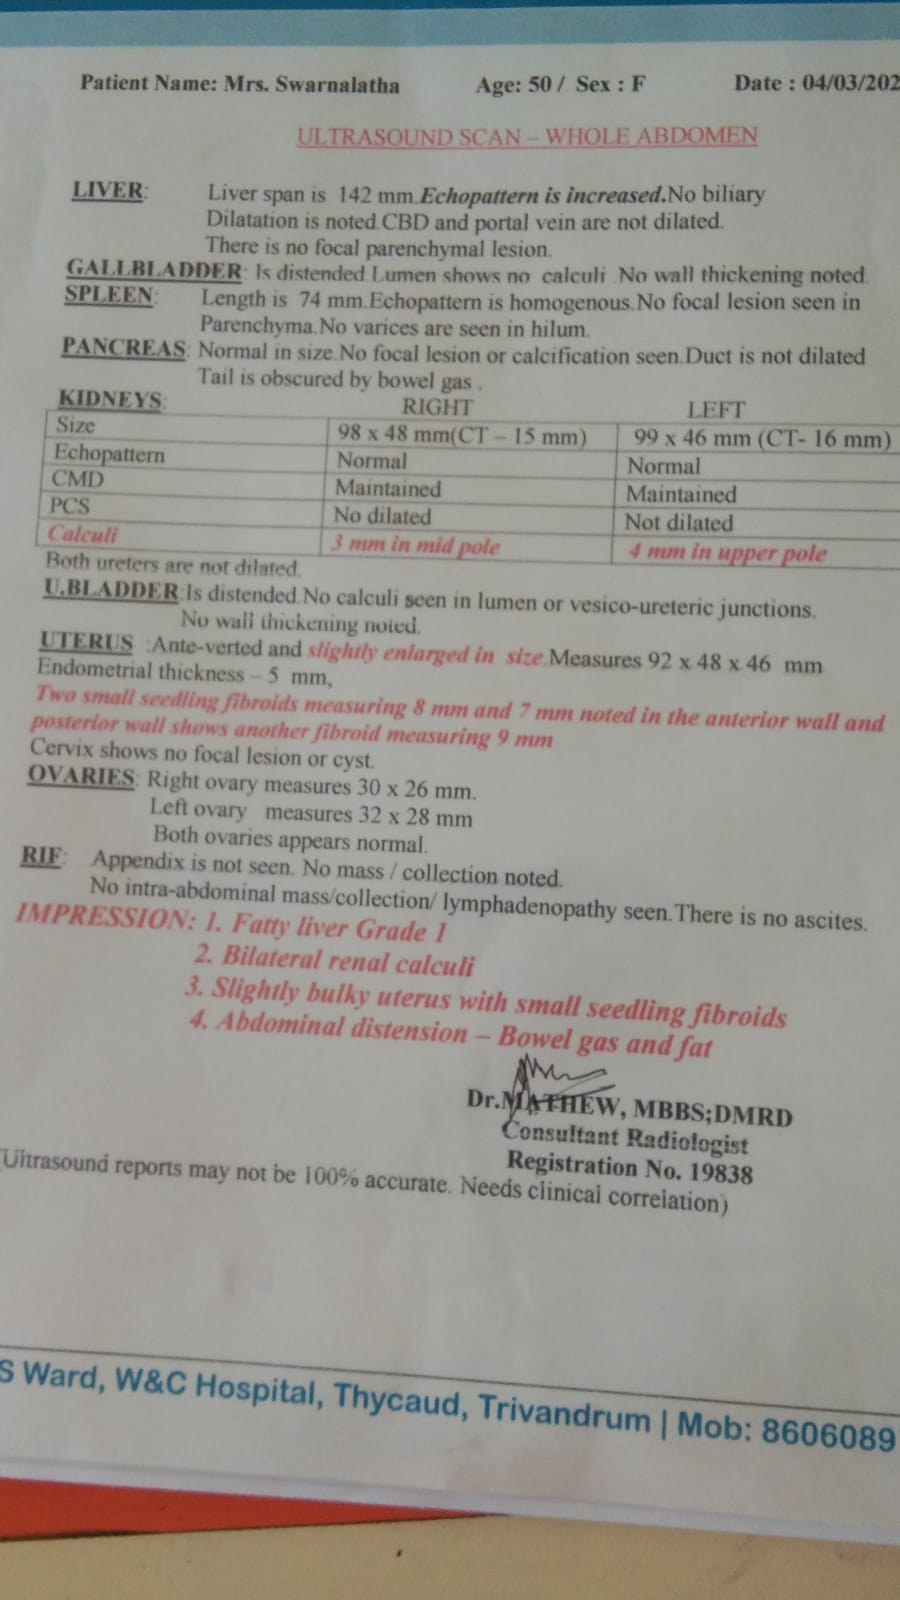 Patient Name: Mrs. Swarnalatha Age: 50 / Sex : F Date : 04/03/202
ULTRASOUND SCAN – WHOLE ABDOMEN
LIVER: Liver span is 142 mm.Echopattern is increased.No biliary
Dilatation is noted.CBD and portal vein are not dilated.
There is no focal parenchymal lesion.
GALLBLADDER: Is distended.Lumen shows no calculi .No wall thickening noted.
SPLEEN: Length is 74 mm.Echopattern is homogenous.No focal lesion seen in
Parenchyma.No varices are seen in hilum.
PANCREAS: Normal in size.No focal lesion or calcification seen.Duct is not dilated
Tail is obscured by bowel gas .
KIDNEYS: RIGHT LEFT
Size 98 x 48 mm(CT – 15 mm) 99 x 46 mm (CT- 16 mm)
Echopattern Normal Normal
CMD Maintained Maintained
PCS No dilated Not dilated
Calculi 3 mm in mid pole 4 mm in upper pole
Both ureters are not dilated.
U.BLADDER:Is distended.No calculi seen in lumen or vesico-ureteric junctions.
No wall thickening noted.
UTERUS :Ante-verted and slightly enlarged in size.Measures 92 x 48 x 46 mm
Endometrial thickness – 5 mm,
Two small seedling fibroids measuring 8 mm and 7 mm noted in the anterior wall and
posterior wall shows another fibroid measuring 9 mm
Cervix shows no focal lesion or cyst.
OVARIES: Right ovary measures 30 x 26 mm.
Left ovary measures 32 x 28 mm
Both ovaries appears normal.
RIF: Appendix is not seen. No mass / collection noted.
No intra-abdominal mass/collection/ lymphadenopathy seen.There is no ascites.
IMPRESSION: 1. Fatty liver Grade 1
2. Bilateral renal calculi
3. Slightly bulky uterus with small seedling fibroids
4. Abdominal distension – Bowel gas and fat
Dr.MATHEW, MBBS;DMRD
Consultant Radiologist
Registration No. 19838
(Ultrasound reports may not be 100% accurate. Needs clinical correlation)
S Ward, W&C Hospital, Thycaud, Trivandrum | Mob: 8606089